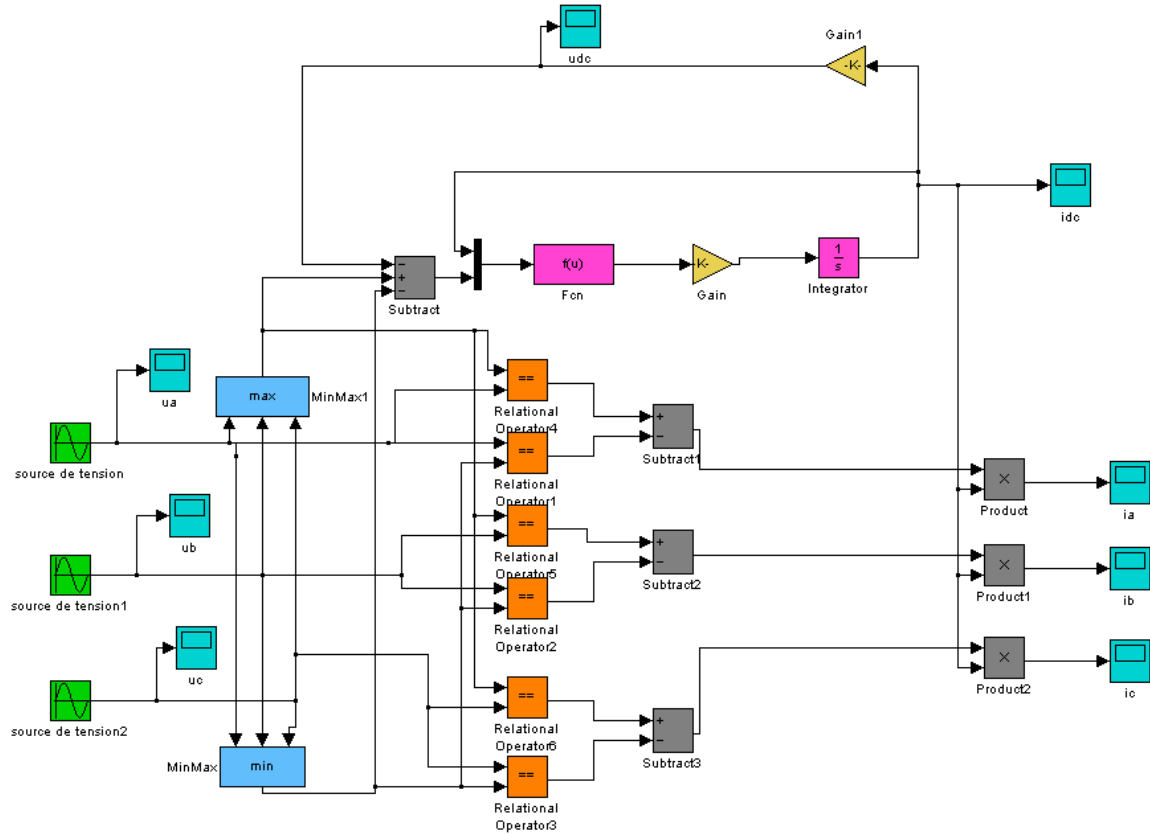 Gain1
-K-
udc
idc
−
+
−
Subtract
f(u)
Fcn
K-
Gain
1
s
Integrator
ua
max
MinMax1
==
Relational
Operator4
+
−
Subtract1
source de tension
==
Relational
Operator1
×
Product
ia
ub
==
Relational
Operator5
+
−
Subtract2
source de tension1
==
Relational
Operator2
×
Product1
ib
uc
×
Product2
ic
source de tension2
==
Relational
Operator6
+
−
Subtract3
MinMax
min
==
Relational
Operator3